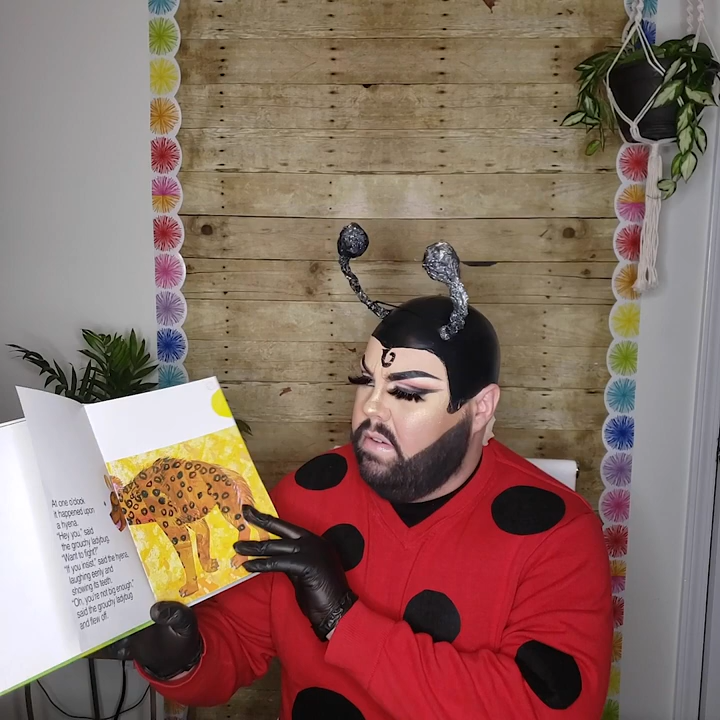 At one o'clock
it happened upon
a hyena.
"Hey you," said
the grouchy ladybug.
"Want to fight?"
"If you insist," said the hyena,
laughing eerily and
showing its teeth.
"Oh, you're not big enough,"
said the grouchy ladybug
and flew off.